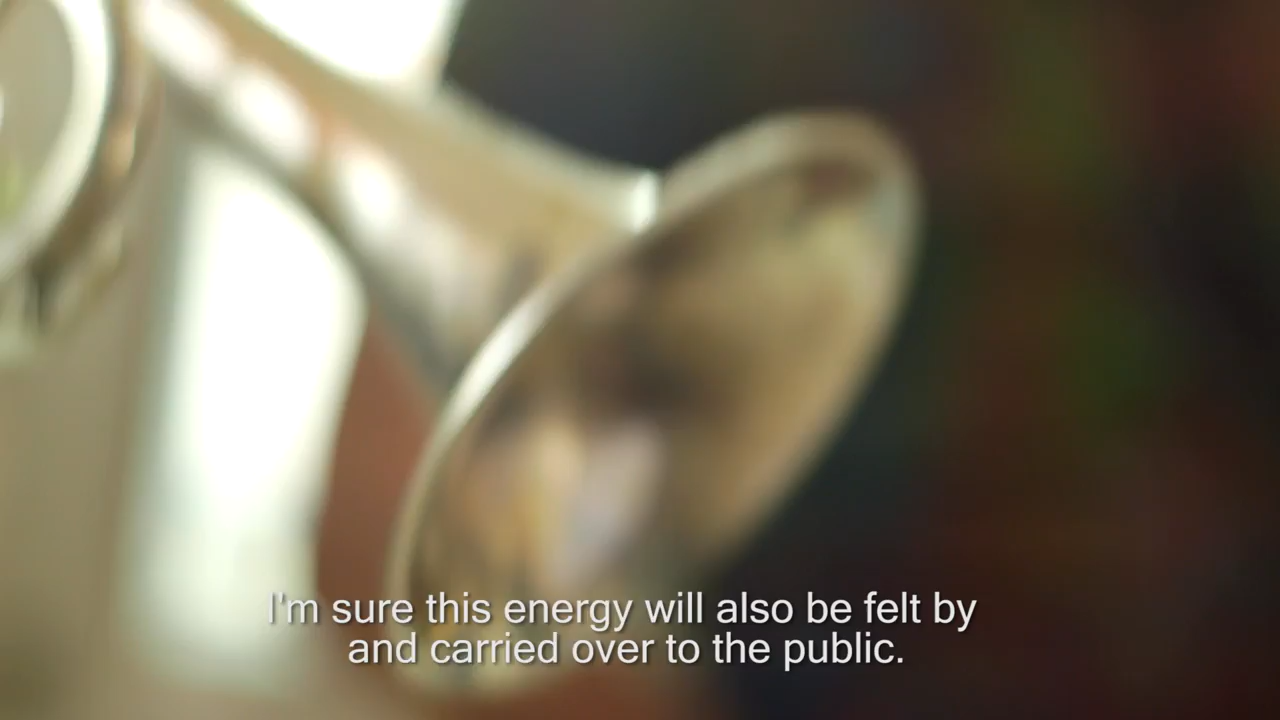 I'm sure this energy will also be felt by
and carried over to the public.